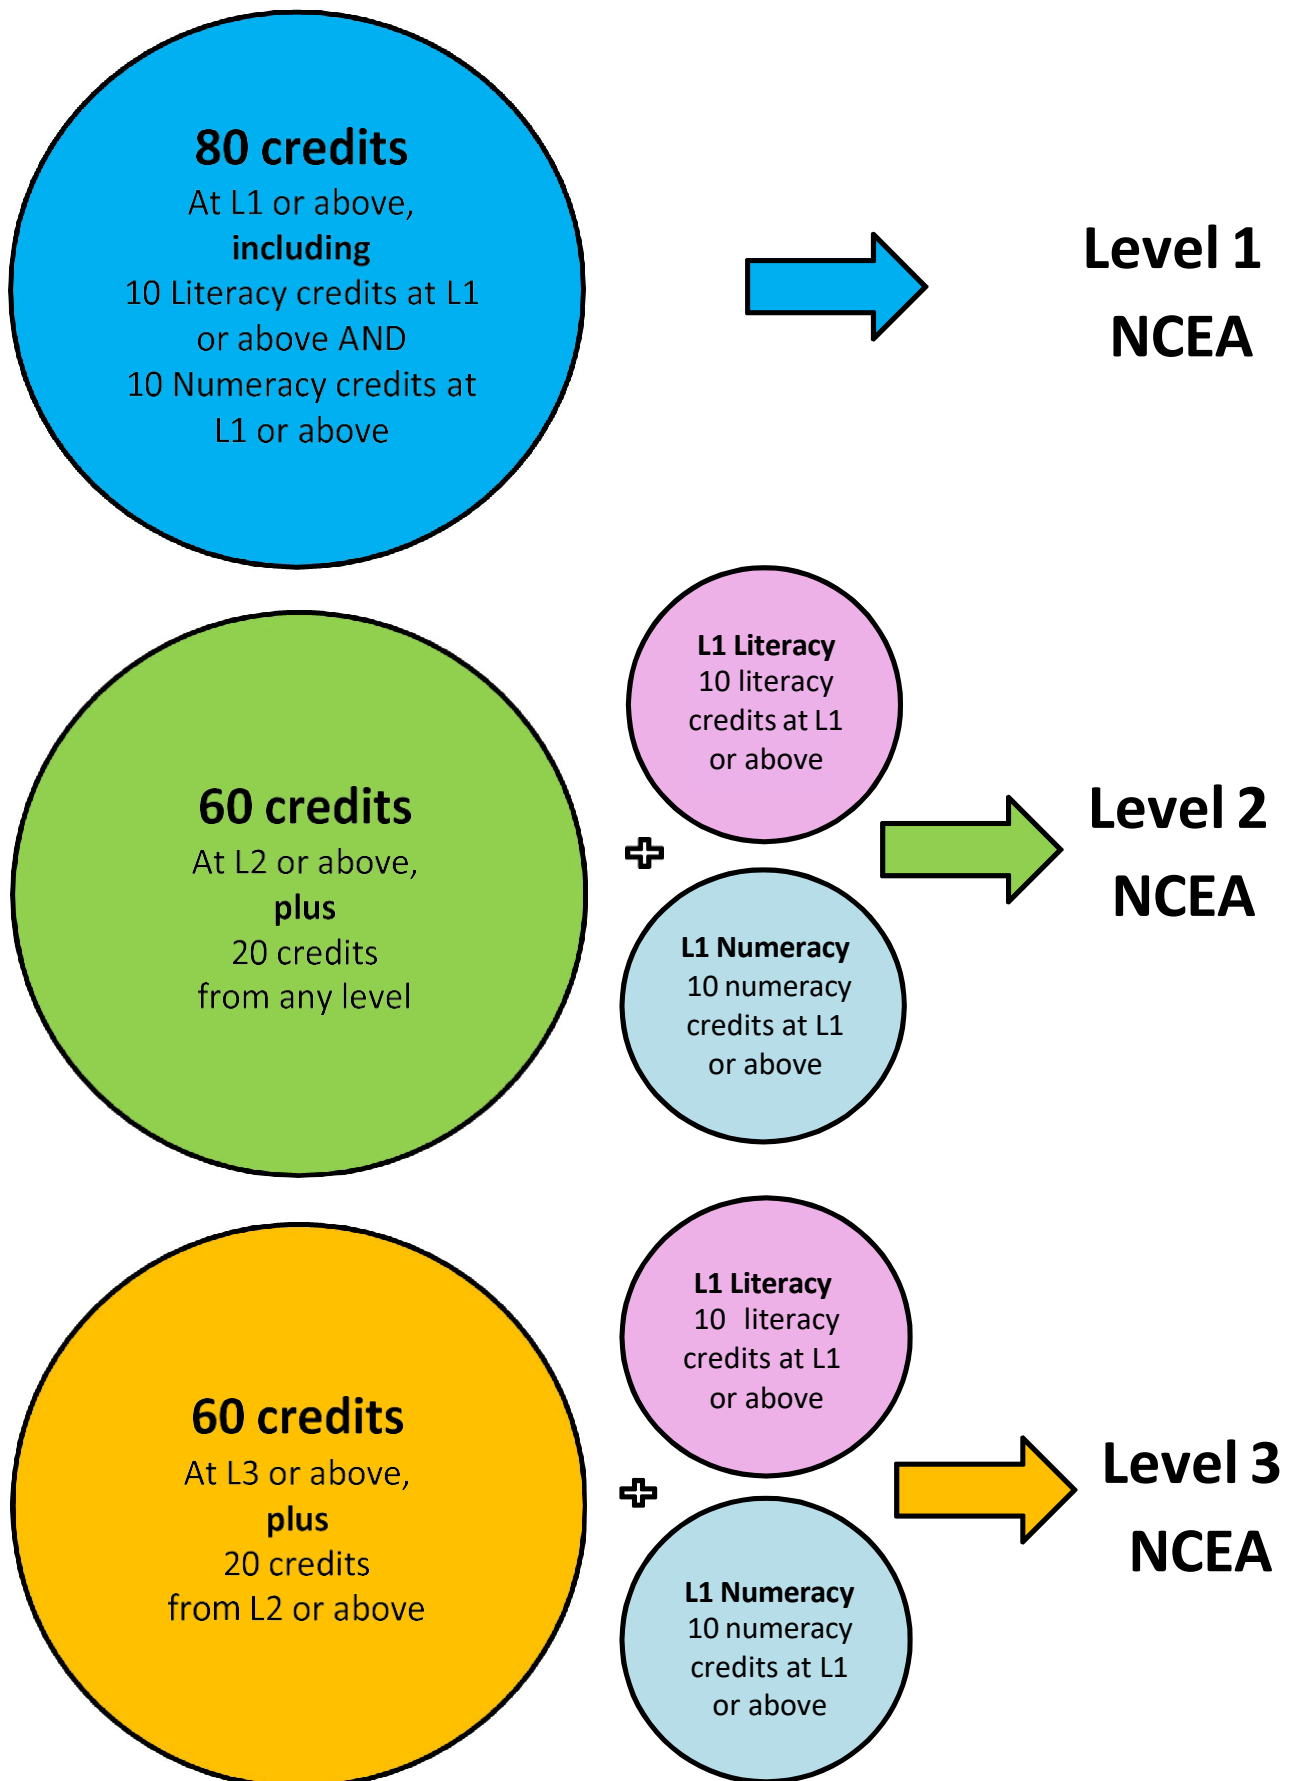 80 credits
At L1 or above,
including
10 Literacy credits at L1
or above AND
10 Numeracy credits at
L1 or above
Level 1
NCEA
60 credits
At L2 or above,
plus
20 credits
from any level
L1 Literacy
10 literacy
credits at L1
or above
L1 Numeracy
10 numeracy
credits at L1
or above
Level 2
NCEA
60 credits
At L3 or above,
plus
20 credits
from L2 or above
L1 Literacy
10 literacy
credits at L1
or above
L1 Numeracy
10 numeracy
credits at L1
or above
Level 3
NCEA